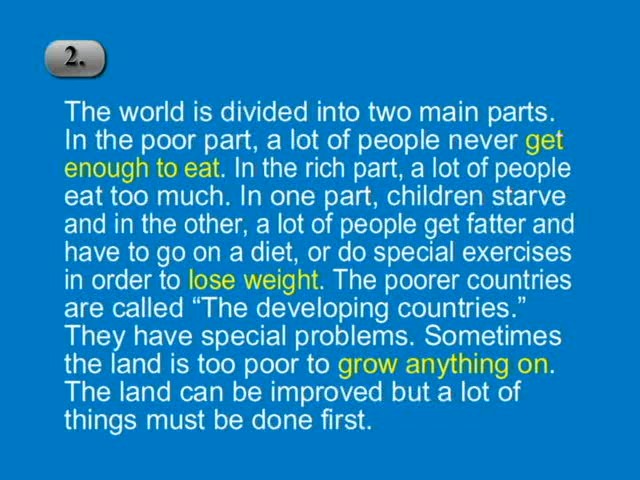 2.
The world is divided into two main parts.
In the poor part, a lot of people never get
enough to eat. In the rich part, a lot of people
eat too much. In one part, children starve
and in the other, a lot of people get fatter and
have to go on a diet, or do special exercises
in order to lose weight. The poorer countries
are called “The developing countries.”
They have special problems. Sometimes
the land is too poor to grow anything on.
The land can be improved but a lot of
things must be done first.